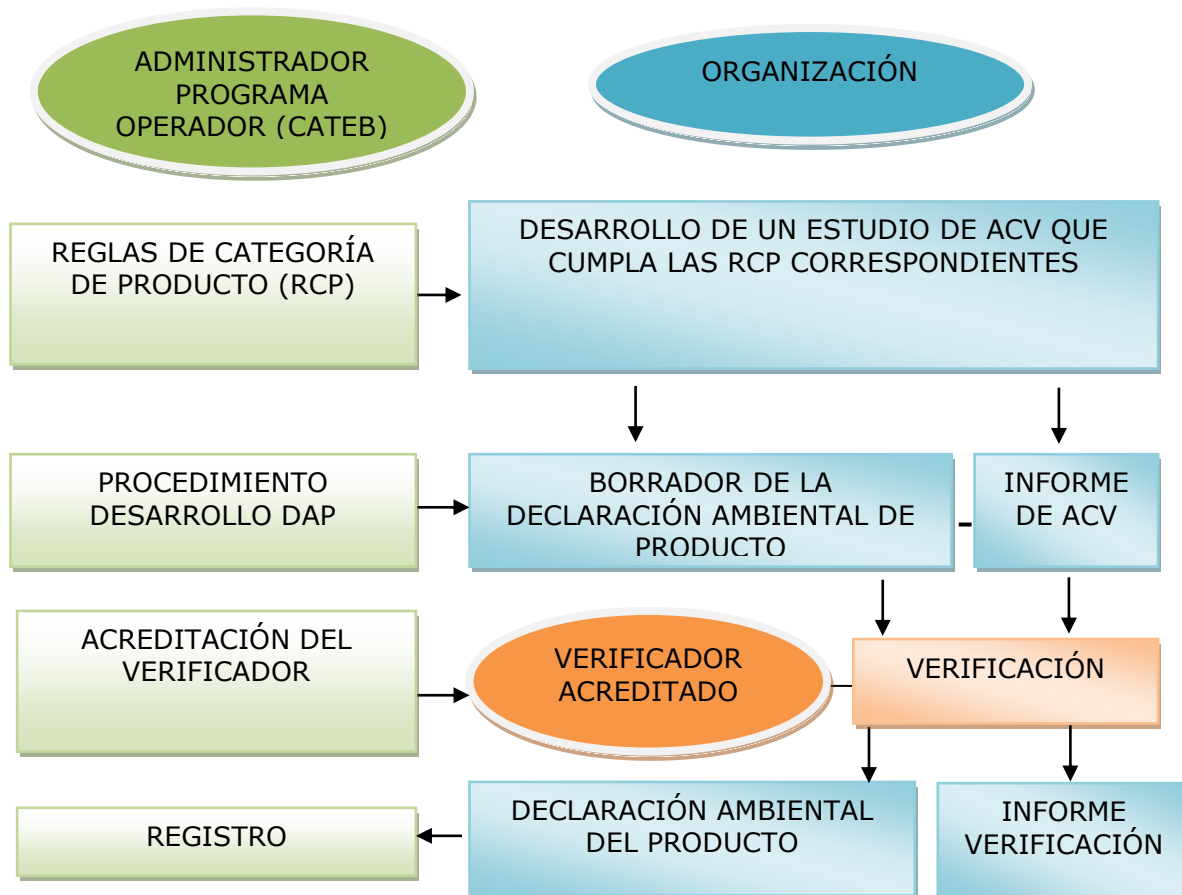 ADMINISTRADOR
PROGRAMA
OPERADOR (CATEB)
ORGANIZACIÓN
REGLAS DE CATEGORÍA
DE PRODUCTO (RCP)
DESARROLLO DE UN ESTUDIO DE ACV QUE
CUMPLA LAS RCP CORRESPONDIENTES
PROCEDIMIENTO
DESARROLLO DAP
BORRADOR DE LA
DECLARACIÓN AMBIENTAL DE
PRODUCTO
-
INFORME
DE ACV
ACREDITACIÓN DEL
VERIFICADOR
VERIFICADOR
ACREDITADO
VERIFICACIÓN
REGISTRO
DECLARACIÓN AMBIENTAL
DEL PRODUCTO
INFORME
VERIFICACIÓN